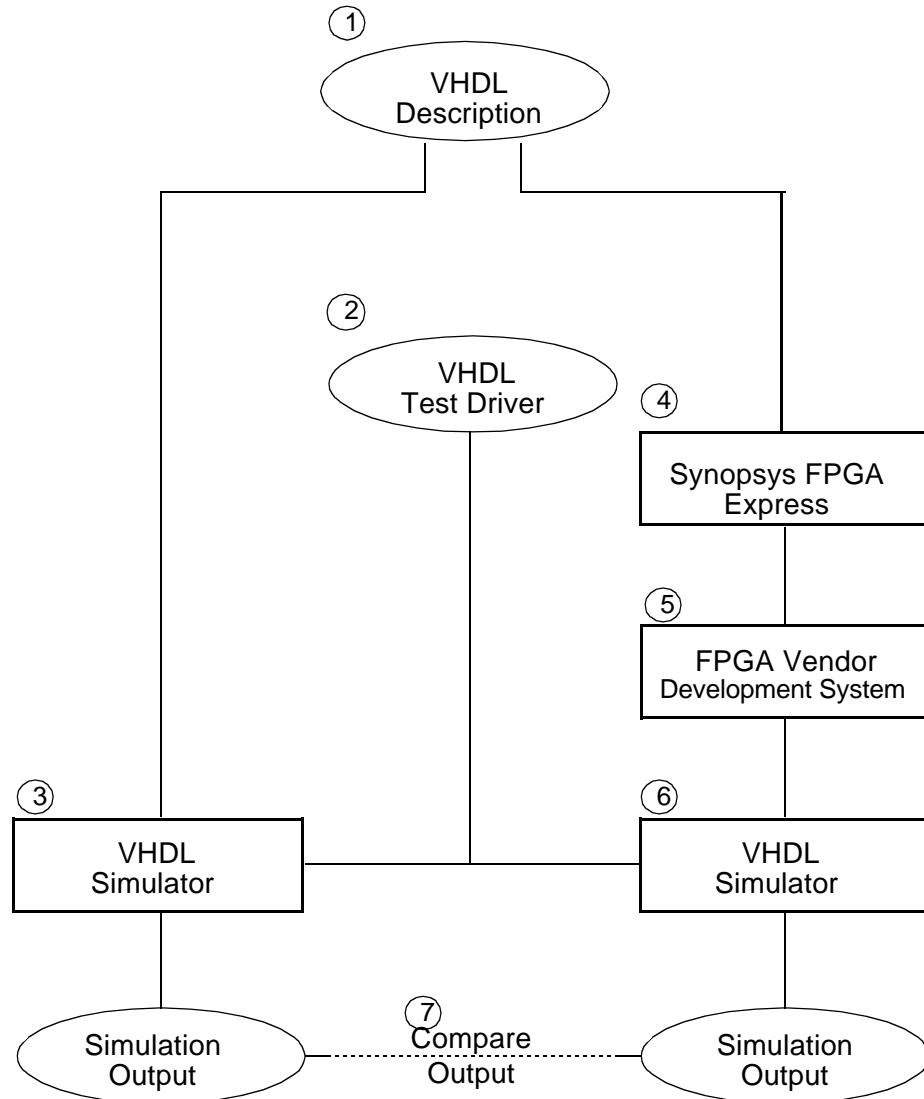 1
VHDL
Description
2
VHDL
Test Driver
4
Synopsys FPGA
Express
5
FPGA Vendor
Development System
3
VHDL
Simulator
6
VHDL
Simulator
7
Compare
Output
Simulation
Output
Simulation
Output